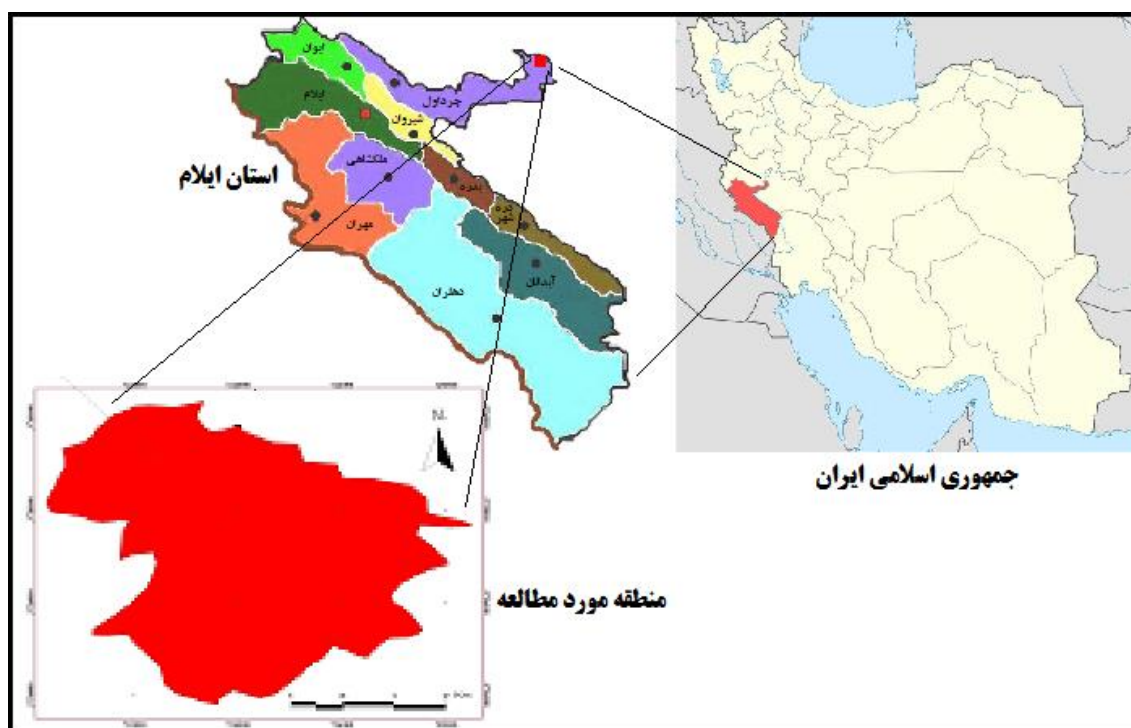 ایوان
چرداول
ایلام
شیروان
ملکشاهی
استان ایلام
بدره
دره
شهر
مهران
آبدانان
دهلران
جمهوری اسلامی ایران
N
منطقه مورد مطالعه